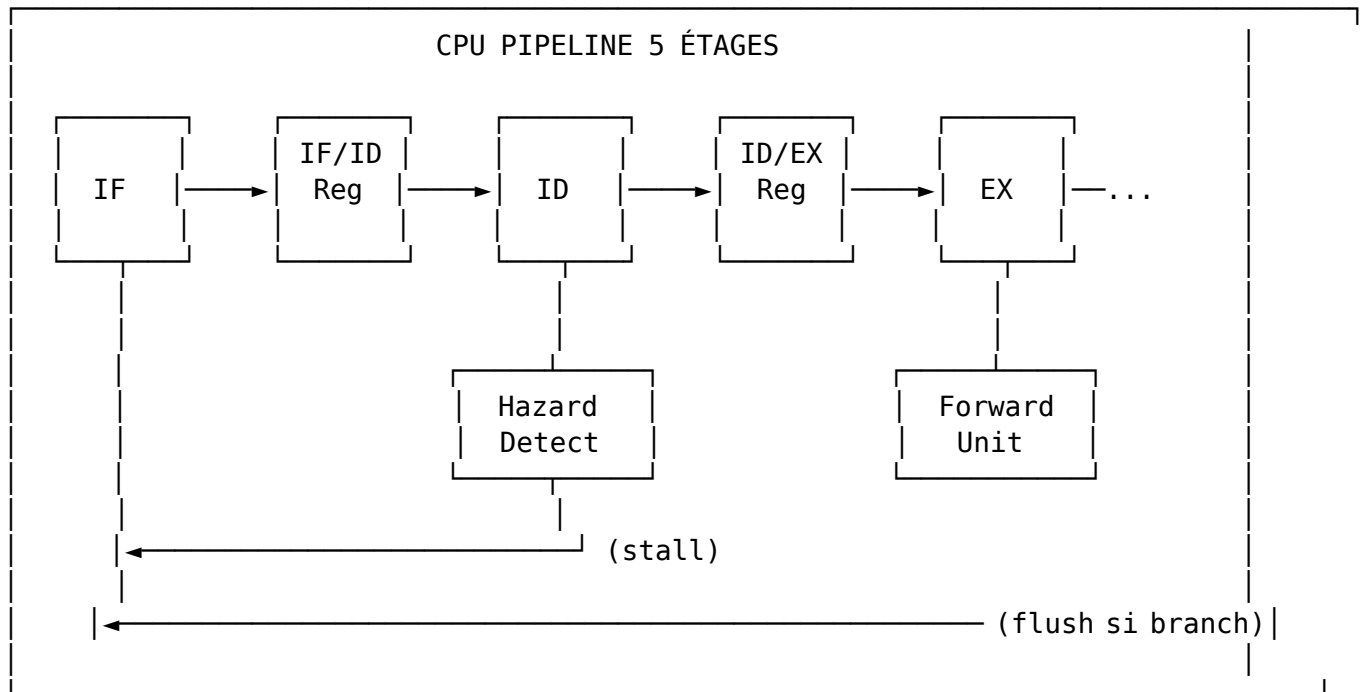 CPU PIPELINE 5 ÉTAGES
IF/ID ID/EX
IF Reg ID Reg EX ...
Hazard Forward
Detect Unit
(stall)
(flush si branch)